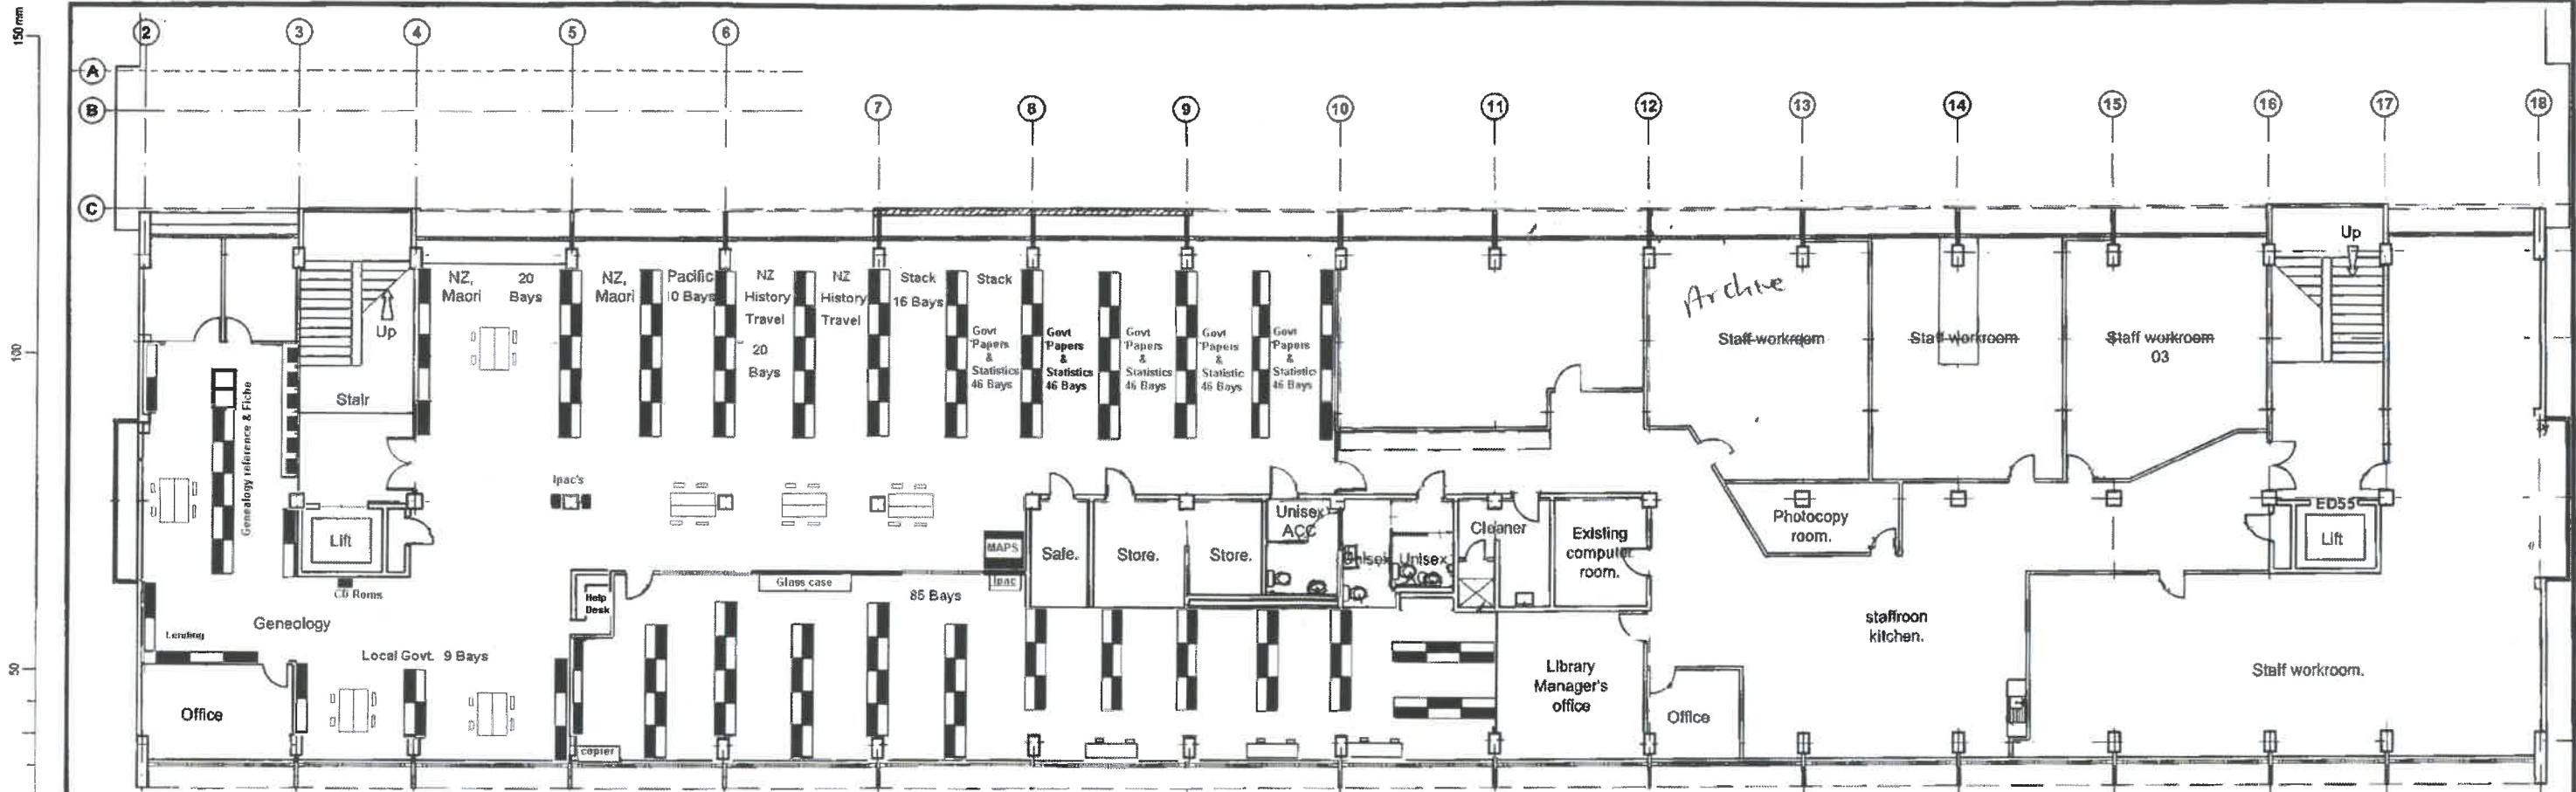 150mm
100
50
2
3
4
5
6
A
B
7
8
9
10
11
12
13
14
15
16
17
18
C
NZ,
Maori
20
Bays
NZ,
Maori
Pacific
10 Bays
NZ
History
Travel
20
Bays
NZ
History
Travel
Stack
16 Bays
Stack
Govt
Papers
&
Statistics
46 Bays
Govt
Papers
&
Statistics
46 Bays
Govt
Papers
&
Statistics
46 Bays
Govt
Papers
&
Statistic
46 Bays
Govt
Papers
&
Statistic
46 Bays
Archive
Staff workroom
Staff workroom
Staff workroom
03
Up
Up
Stair
Genealogy reference & Fiche
Ipac's
Lift
CD Roms
Geneology
Lending
Local Govt. 9 Bays
Office
Help
Desk
copier
Glass case
85 Bays
MAPS
Ipac
Safe.
Store.
Store.
Unisex
ACC
Unisex
Unisex
ACC
Cleaner
Existing
computer
room.
Photocopy
room.
ED55
Lift
Library
Manager's
office
Office
staffroon
kitchen.
Staff workroom.